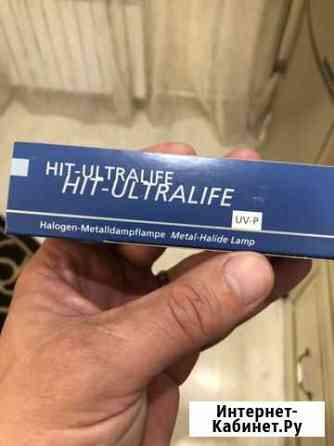 HIT-ULTRALIFE
HIT-ULTRALIFE
UV-P
Halogen-Metalldampflampe Metal-Halide Lamp
Интернет-
Кабинет.Ру